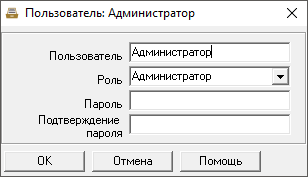 Пользователь: Администратор
Пользователь Администратор
Роль Администратор
Пароль
Подтверждение
пароля
OK Отмена Помощь